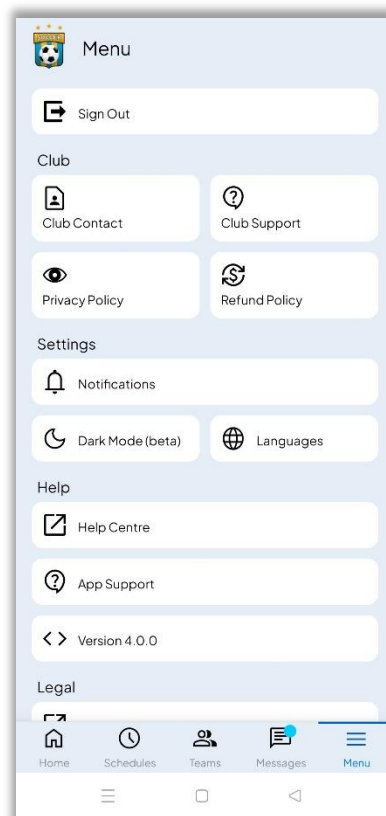 SOCCER
Menu
Sign Out
Club
Club Contact
Club Support
Privacy Policy
Refund Policy
Settings
Notifications
Dark Mode (beta)
Languages
Help
Help Centre
App Support
Version 4.0.0
Legal
Home
Schedules
Teams
Messages
Menu